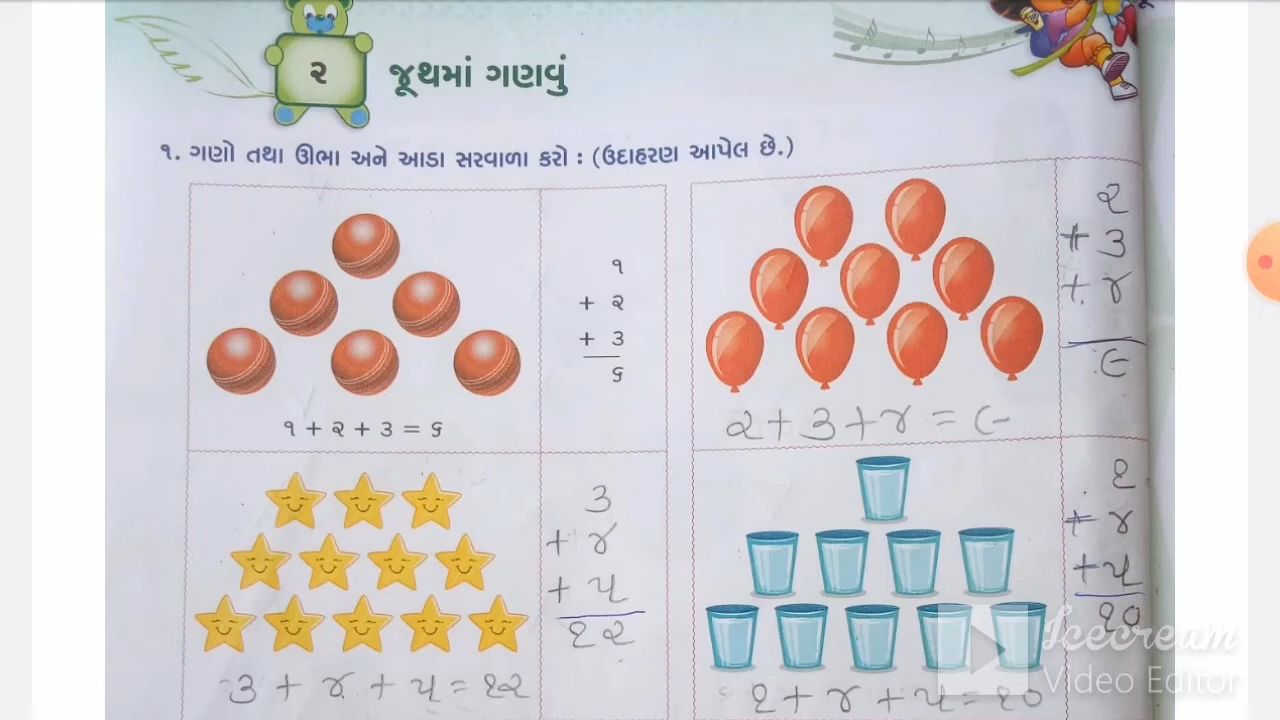 ૨
જૂથમાં ગણવું
૧. ગણો તથા ઊભા અને આડા સરવાળા કરો : (ઉદાહરણ આપેલ છે.)
૧
+ ૨
+ ૩
૬
૧ + ૨ + ૩ = ૬
૨
+ ૩
+ ૪
૯
૨ + ૩ + ૪ = ૯
૩
+ ૪
+ ૫
૧૨
૩ + ૪ + ૫ = ૧૨
૧
+ ૪
+ ૫
૧૦
૧ + ૪ + ૫ = ૧૦
Icecream
Video Editor